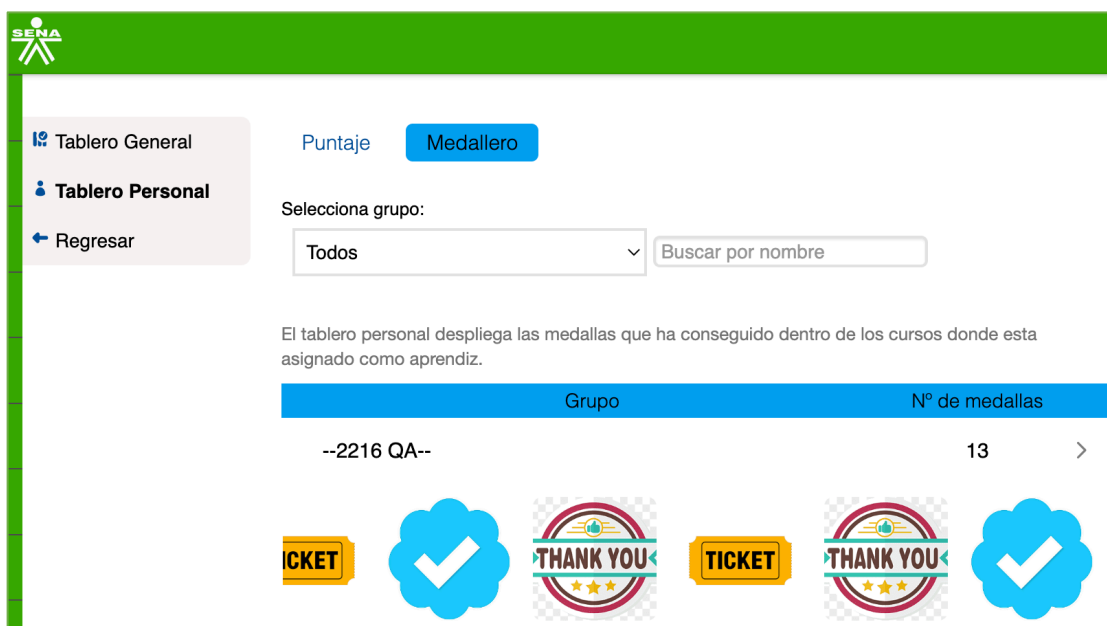 SENA
Tablero General
Tablero Personal
Regresar
Puntaje
Medallero
Selecciona grupo:
Todos
Buscar por nombre
El tablero personal despliega las medallas que ha conseguido dentro de los cursos donde esta
asignado como aprendiz.
Grupo
Nº de medallas
--2216 QA--
13
ICKET
THANK YOU
TICKET
THANK YOU